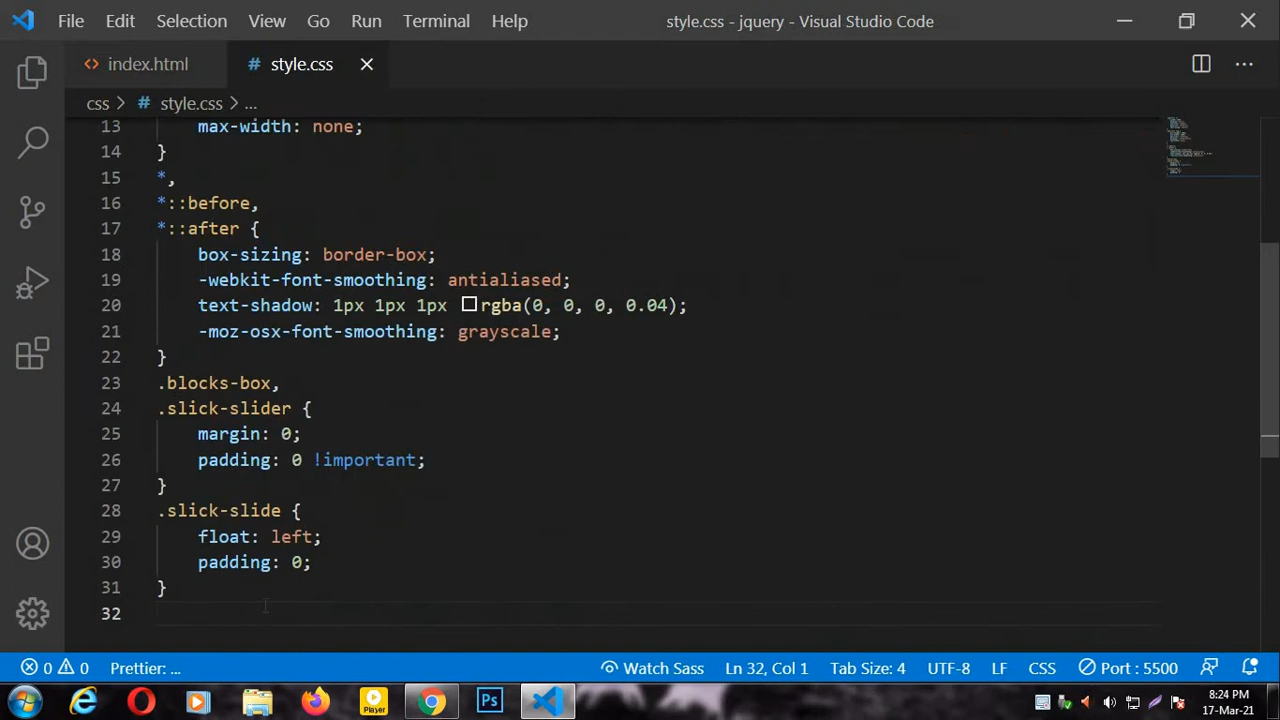 File Edit Selection View Go Run Terminal Help style.css - jquery - Visual Studio Code
index.html # style.css
css > # style.css > ...
13 max-width: none;
14 }
15 *,
16 *::before,
17 *::after {
18 box-sizing: border-box;
19 -webkit-font-smoothing: antialiased;
20 text-shadow: 1px 1px 1px rgba(0, 0, 0, 0.04);
21 -moz-osx-font-smoothing: grayscale;
22 }
23 .blocks-box,
24 .slick-slider {
25 margin: 0;
26 padding: 0 !important;
27 }
28 .slick-slide {
29 float: left;
30 padding: 0;
31 }
32
0 0 Prettier: ... Watch Sass Ln 32, Col 1 Tab Size: 4 UTF-8 LF CSS Port : 5500
Player Ps 8:24 PM
17-Mar-21